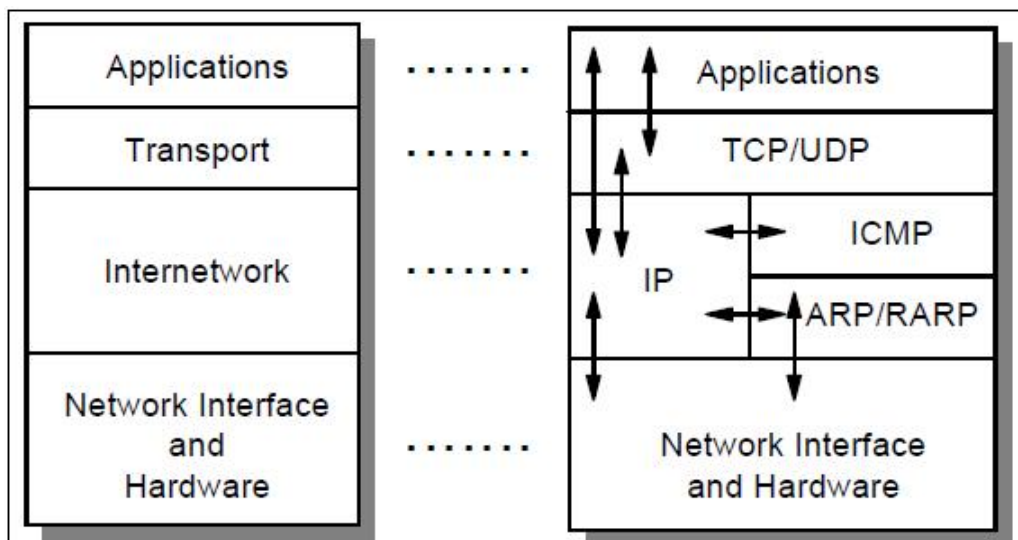 Applications
Transport
Internetwork
Network Interface
and
Hardware
Applications
TCP/UDP
IP
ICMP
ARP/RARP
Network Interface
and Hardware